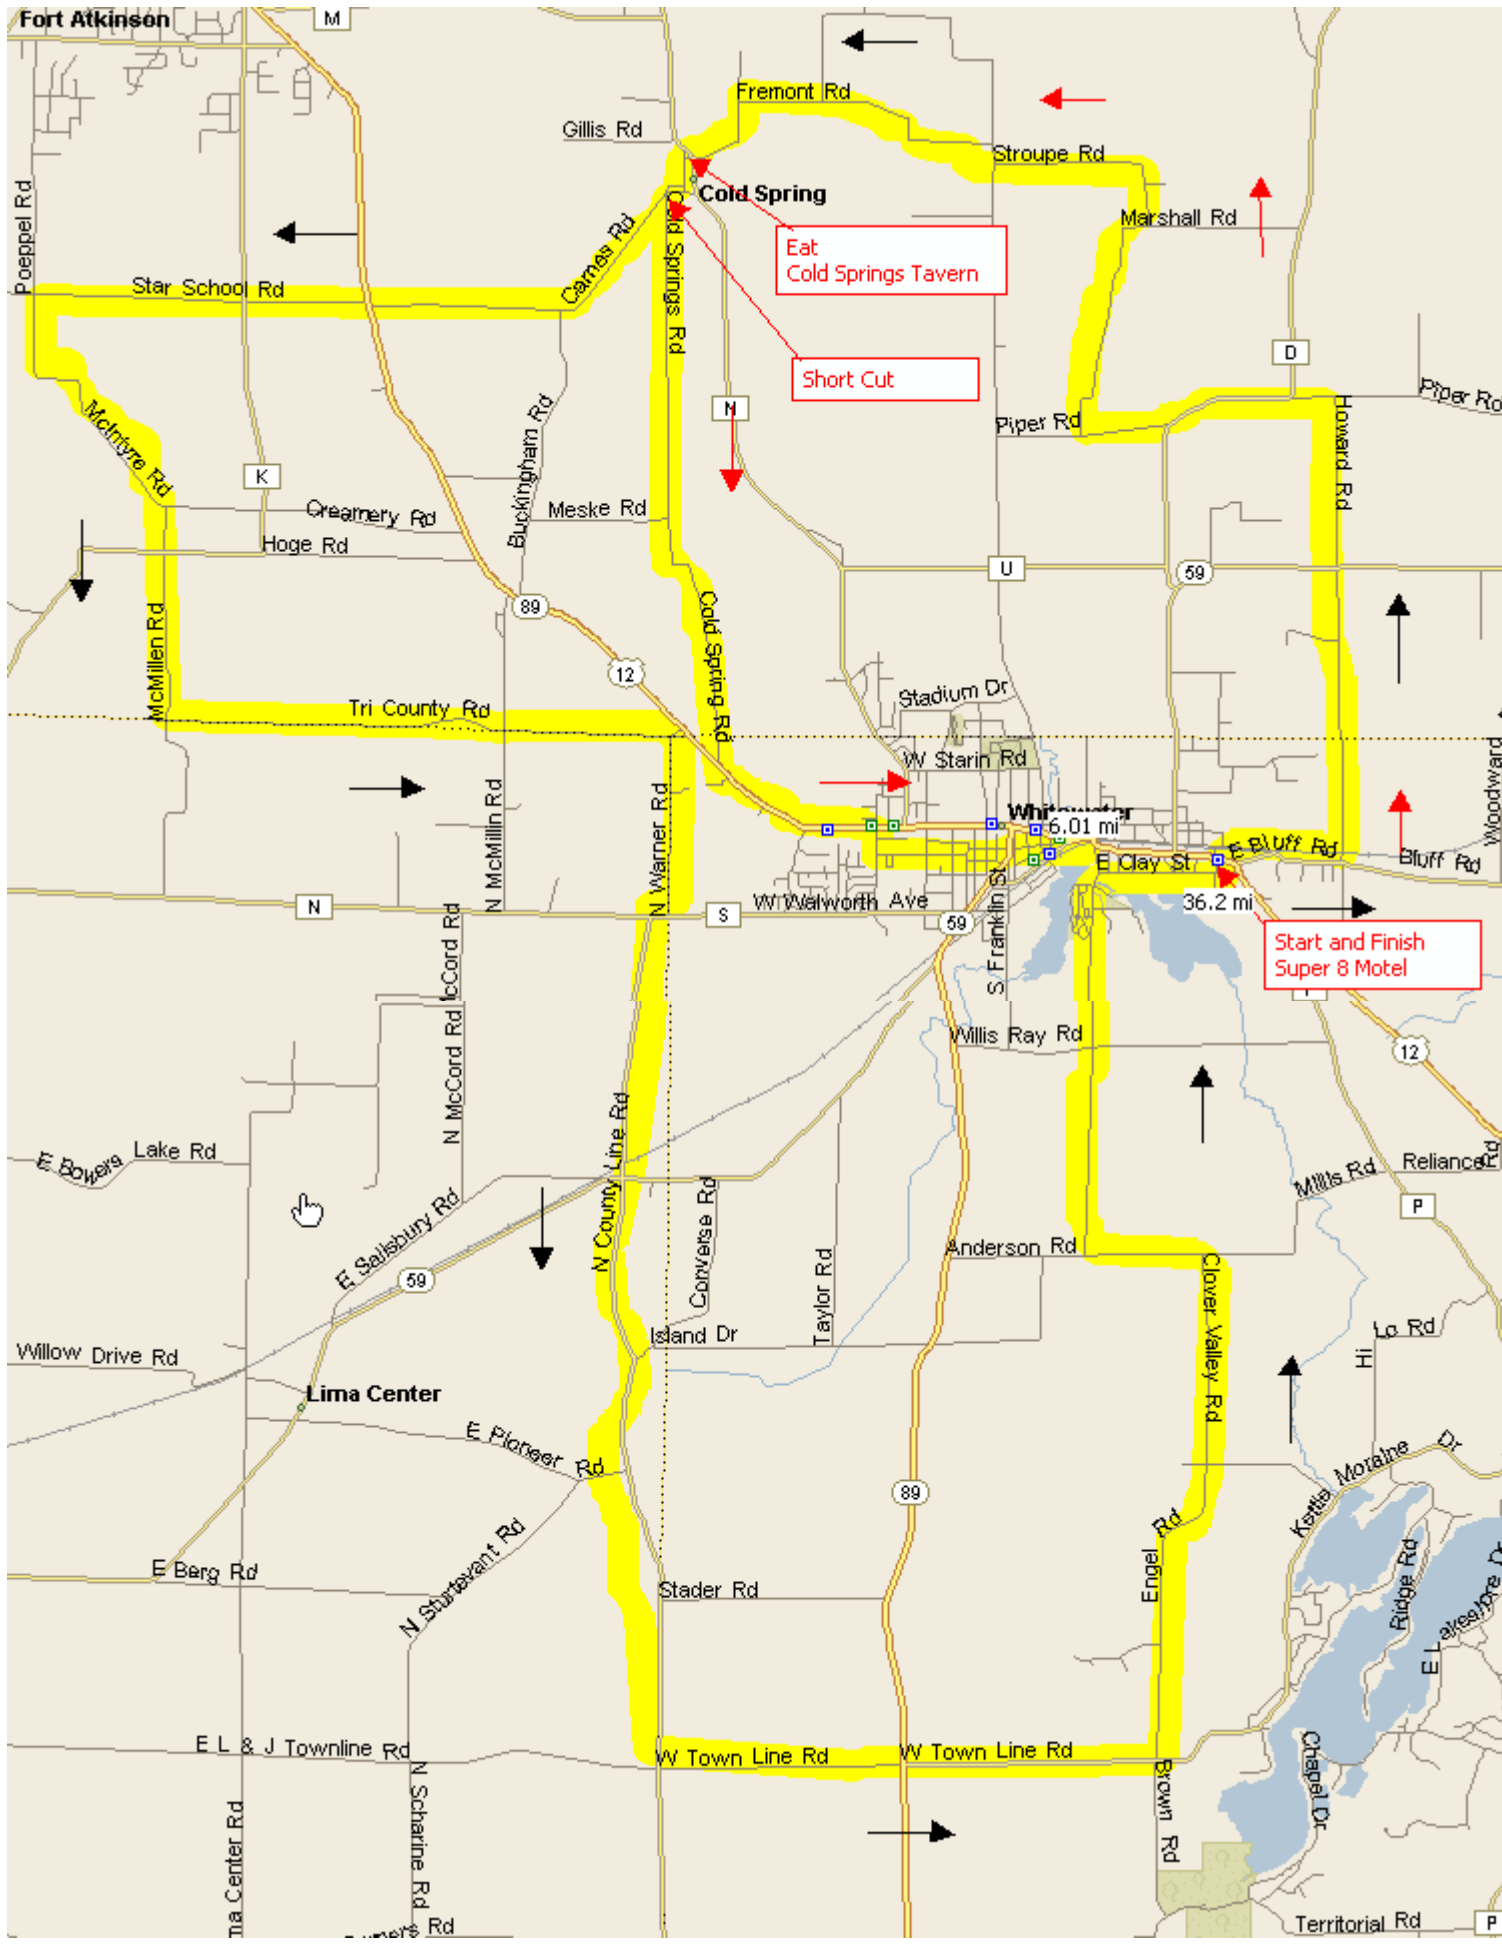 Fort Atkinson
M
Fremont Rd
Gillis Rd
Stroupe Rd
Poeppel Rd
Cold Spring
Marshall Rd
Carnes Rd
Cold Springs Rd
Eat
Cold Springs Tavern
Star School Rd
D
Short Cut
Piper Rd
N
McIntyre Rd
Buckingham Rd
Piper Rd
Howard Rd
K
Creamery Rd
Meske Rd
Hoge Rd
U
59
89
Cold Spring Rd
McMillen Rd
12
Stadium Dr
Tri County Rd
W Starin Rd
Woodward
N McMillin Rd
N Warner Rd
Whitewater
6.01 mi
E Bluff Rd
Bluff Rd
E Clay St
36.2 mi
N
S
W Walworth Ave
59
S Franklin St
Start and Finish
Super 8 Motel
N McCord Rd
Willis Ray Rd
12
N McCord Rd
N County Line Rd
E Bowers Lake Rd
Mills Rd
Reliance Rd
P
E Salisbury Rd
Converse Rd
Anderson Rd
59
Taylor Rd
Clover Valley Rd
Island Dr
Lo Rd
Hi
Willow Drive Rd
Lima Center
E Pioneer Rd
Kettle Moraine Dr
89
N Sturtevant Rd
Engel Rd
Ridge Rd
E Berg Rd
Stader Rd
E L & J Townline Rd
W Town Line Rd
W Town Line Rd
Chapel Dr
Brown Rd
N Scharine Rd
ma Center Rd
Rd
Territorial Rd
P